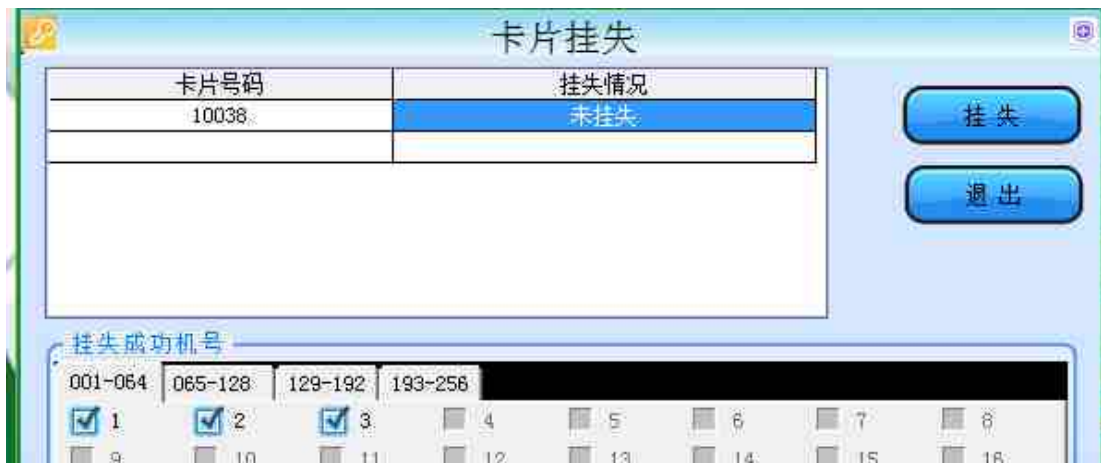 卡片挂失
卡片号码 挂失情况
10038 未挂失
挂 失
退 出
挂失成功机号
001-064 065-128 129-192 193-256
1 2 3 4 5 6 7 8
9 10 11 12 13 14 15 16